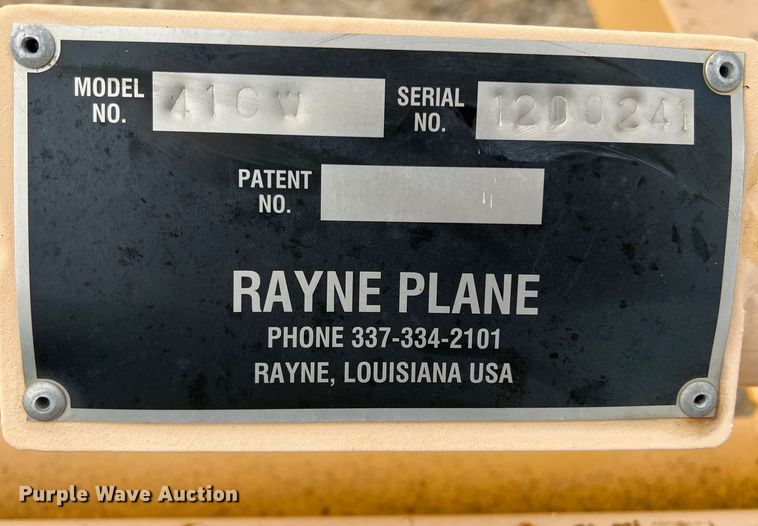 MODEL NO. 41CW
SERIAL NO. 12D0241
PATENT NO.
RAYNE PLANE
PHONE 337-334-2101
RAYNE, LOUISIANA USA
Purple Wave Auction